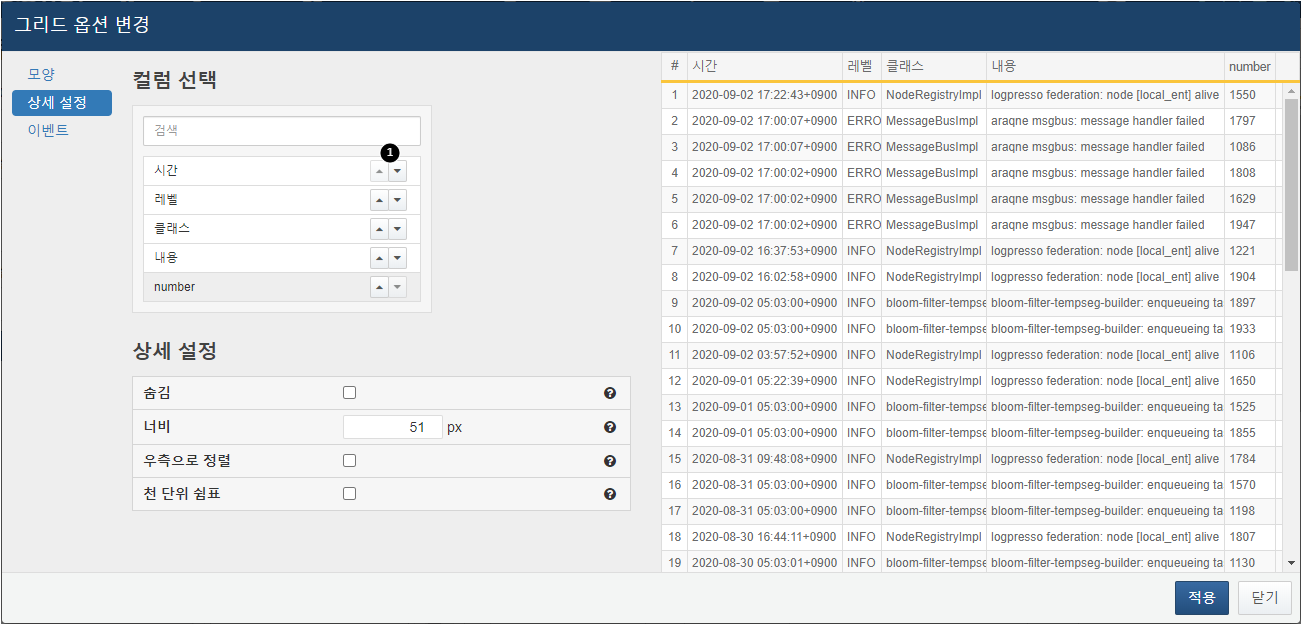 그리드 옵션 변경
모양
상세 설정
이벤트
컬럼 선택
검색
1
시간
레벨
클래스
내용
number
상세 설정
숨김
너비 51 px
우측으로 정렬
천 단위 쉼표
# 시간 레벨 클래스 내용 number
1 2020-09-02 17:22:43+0900 INFO NodeRegistryImpl logpresso federation: node [local_ent] alive 1550
2 2020-09-02 17:00:07+0900 ERRO MessageBusImpl araqne msgbus: message handler failed 1797
3 2020-09-02 17:00:07+0900 ERRO MessageBusImpl araqne msgbus: message handler failed 1086
4 2020-09-02 17:00:02+0900 ERRO MessageBusImpl araqne msgbus: message handler failed 1808
5 2020-09-02 17:00:02+0900 ERRO MessageBusImpl araqne msgbus: message handler failed 1629
6 2020-09-02 17:00:02+0900 ERRO MessageBusImpl araqne msgbus: message handler failed 1947
7 2020-09-02 16:37:53+0900 INFO NodeRegistryImpl logpresso federation: node [local_ent] alive 1221
8 2020-09-02 16:02:58+0900 INFO NodeRegistryImpl logpresso federation: node [local_ent] alive 1904
9 2020-09-02 05:03:00+0900 INFO bloom-filter-tempse bloom-filter-tempseg-builder: enqueueing ta 1897
10 2020-09-02 05:03:00+0900 INFO bloom-filter-tempse bloom-filter-tempseg-builder: enqueueing ta 1933
11 2020-09-02 03:57:52+0900 INFO NodeRegistryImpl logpresso federation: node [local_ent] alive 1106
12 2020-09-01 05:22:39+0900 INFO NodeRegistryImpl logpresso federation: node [local_ent] alive 1650
13 2020-09-01 05:03:00+0900 INFO bloom-filter-tempse bloom-filter-tempseg-builder: enqueueing ta 1525
14 2020-09-01 05:03:00+0900 INFO bloom-filter-tempse bloom-filter-tempseg-builder: enqueueing ta 1855
15 2020-08-31 09:48:08+0900 INFO NodeRegistryImpl logpresso federation: node [local_ent] alive 1784
16 2020-08-31 05:03:00+0900 INFO bloom-filter-tempse bloom-filter-tempseg-builder: enqueueing ta 1570
17 2020-08-31 05:03:00+0900 INFO bloom-filter-tempse bloom-filter-tempseg-builder: enqueueing ta 1198
18 2020-08-30 16:44:11+0900 INFO NodeRegistryImpl logpresso federation: node [local_ent] alive 1807
19 2020-08-30 05:03:01+0900 INFO bloom-filter-tempse bloom-filter-tempseg-builder: enqueueing ta 1130
적용 닫기